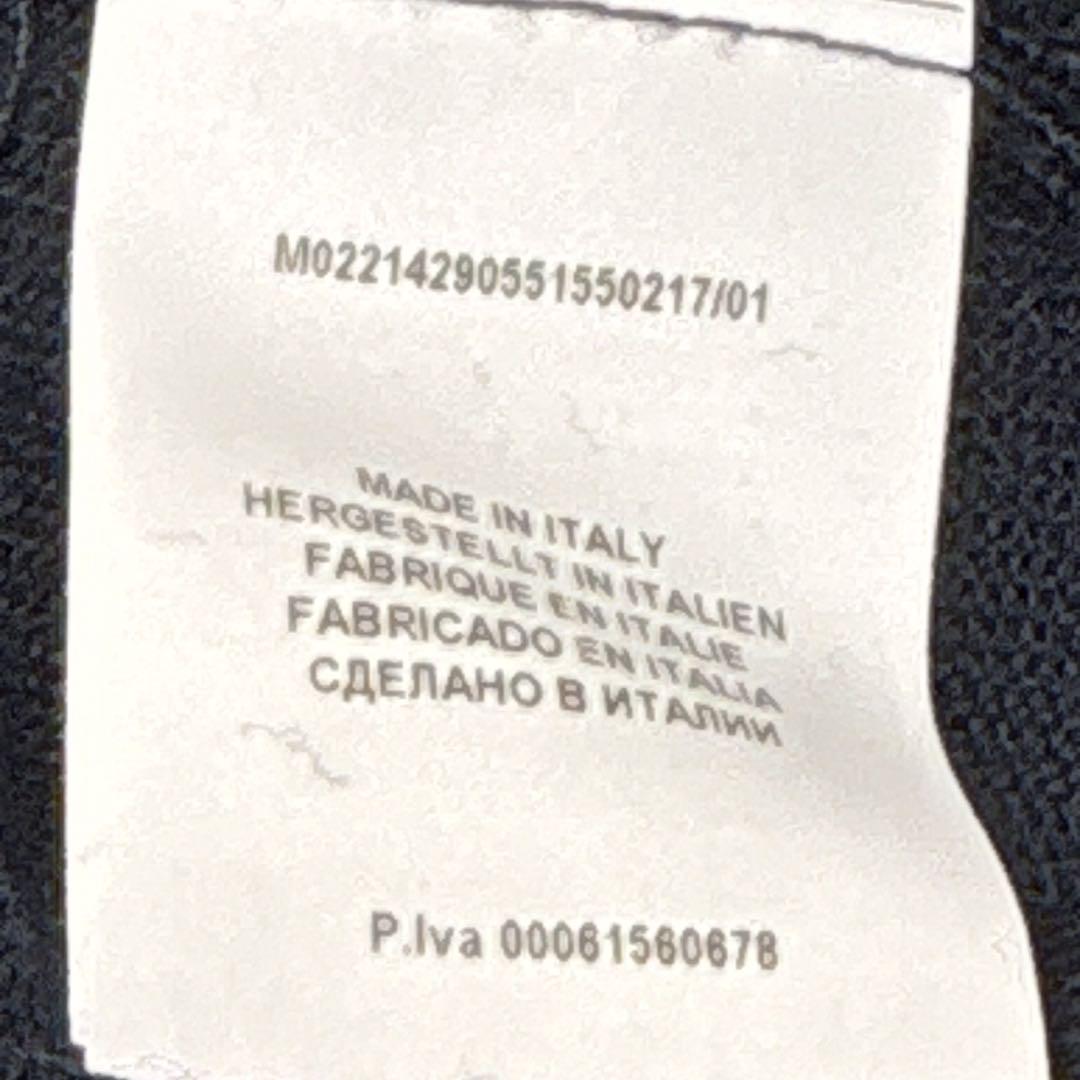 M02214290551550217/01
MADE IN ITALY
HERGESTELLT IN ITALIEN
FABRIQUE EN ITALIE
FABRICADO EN ITALIA
СДЕЛАНО В ИТАЛИИ
P.Iva 00061560678